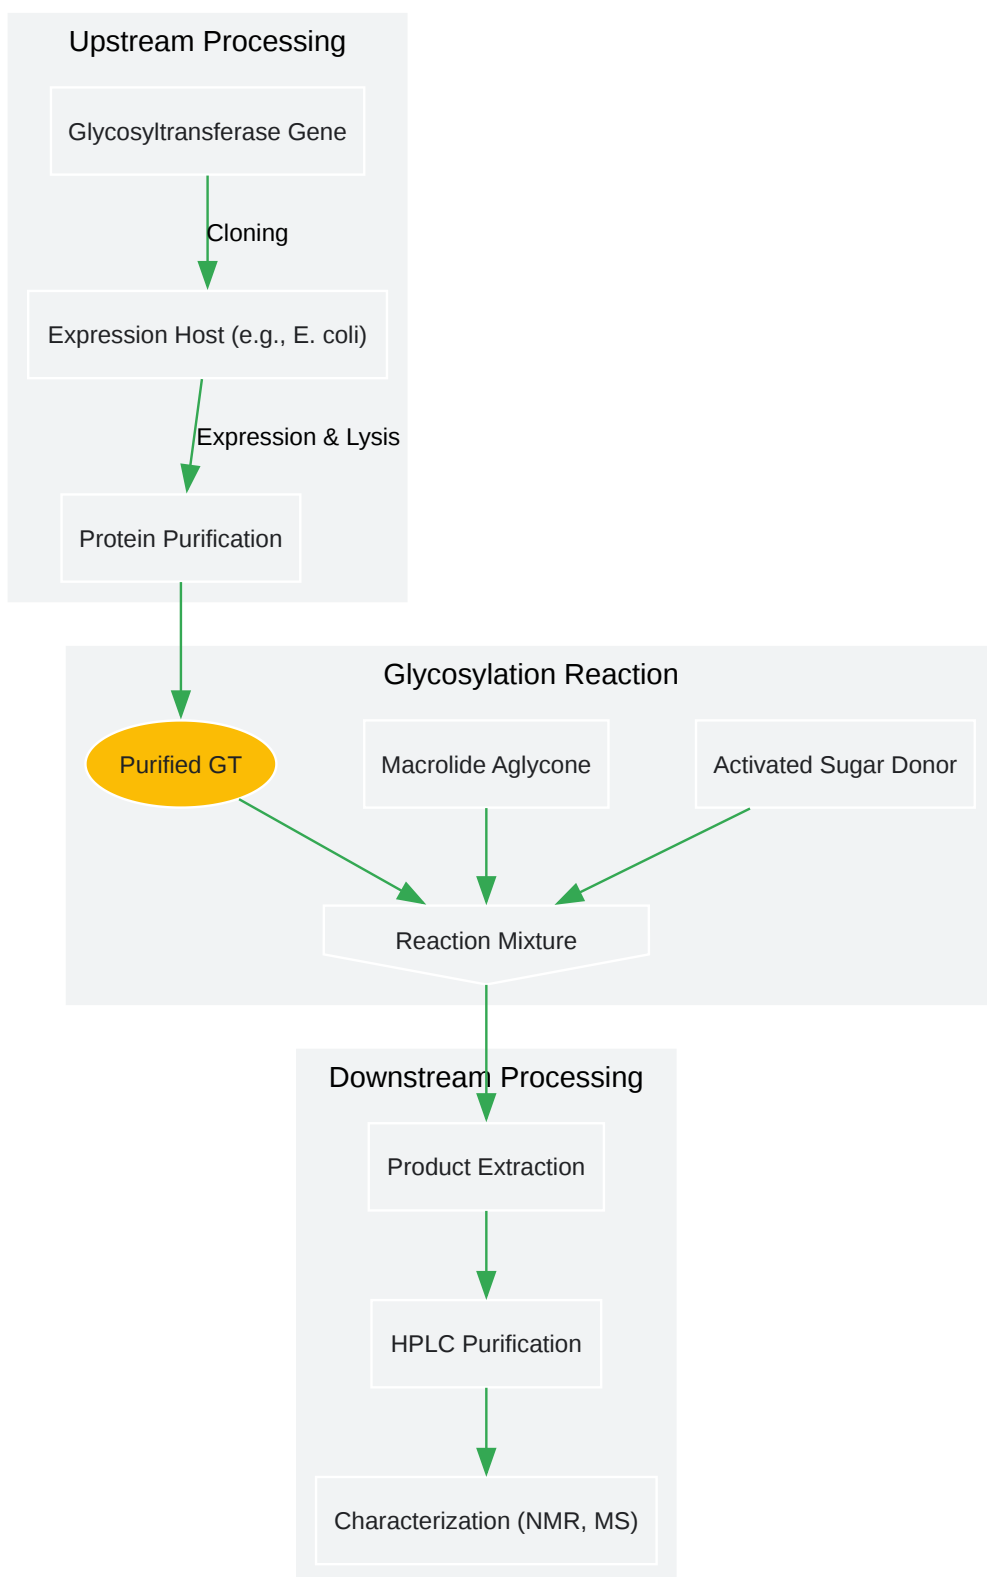 Upstream Processing
Glycosyltransferase Gene
Cloning
Expression Host (e.g., E. coli)
Expression & Lysis
Protein Purification
Glycosylation Reaction
Purified GT
Macrolide Aglycone
Activated Sugar Donor
Reaction Mixture
Downstream Processing
Product Extraction
HPLC Purification
Characterization (NMR, MS)